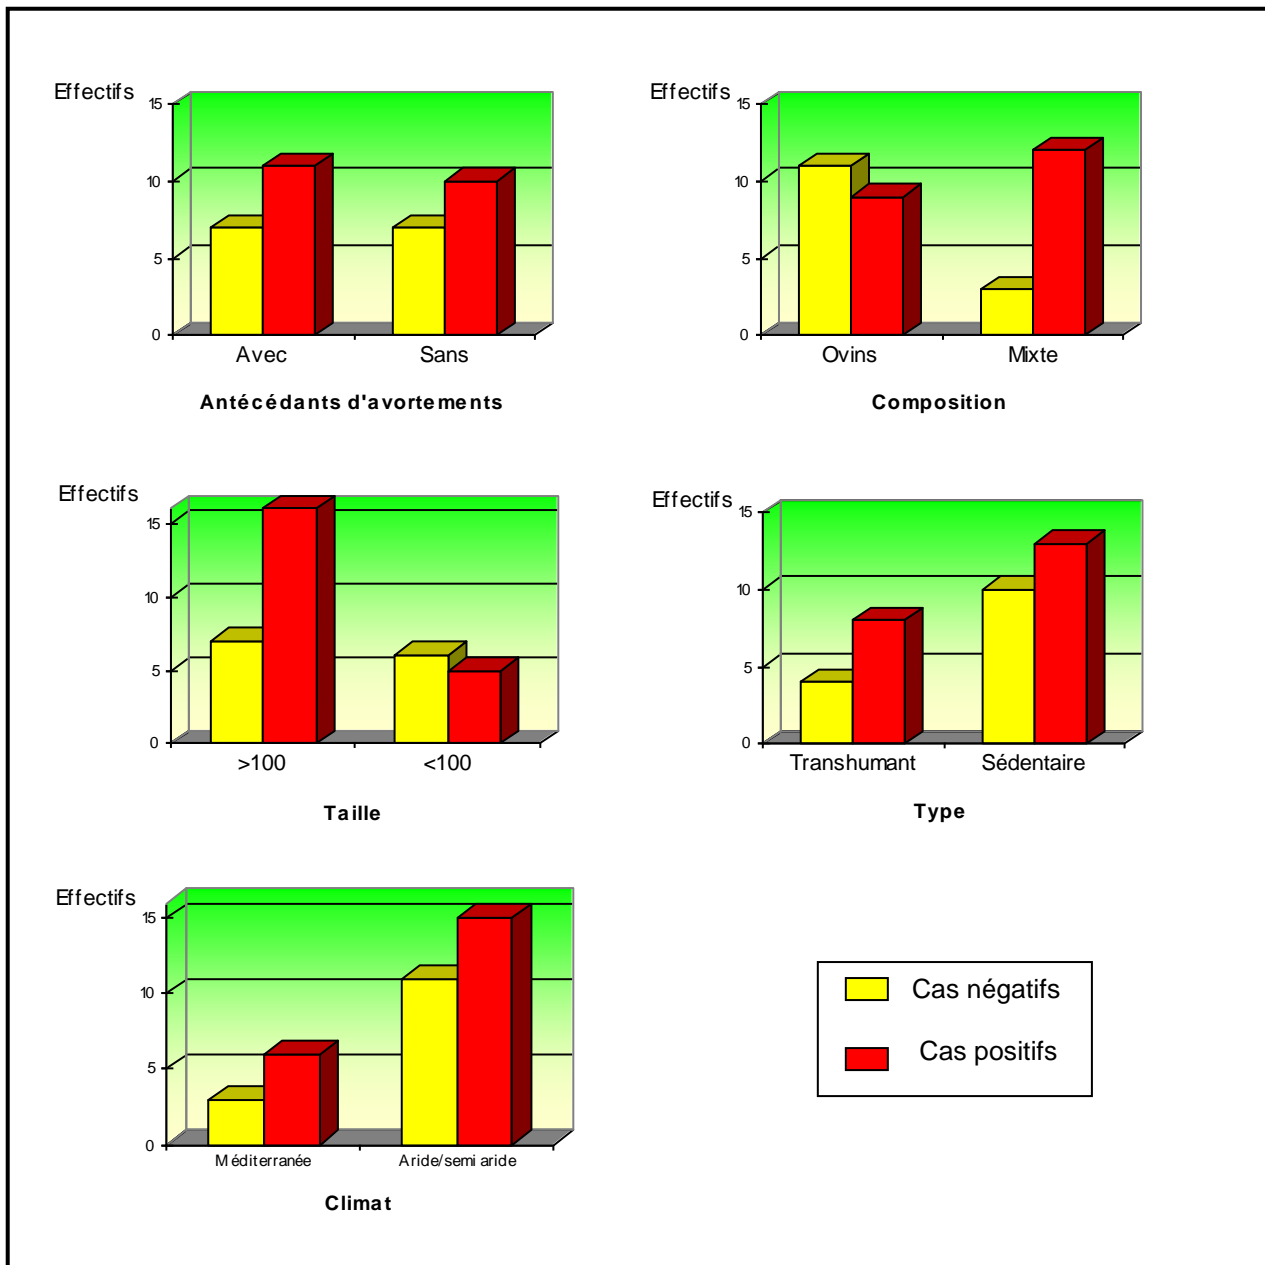 Effectifs
15
10
5
0
Avec Sans
Antécédants d'avortements
Effectifs
15
10
5
0
Ovins Mixte
Composition
Effectifs
15
10
5
0
>100 <100
Taille
Effectifs
15
10
5
0
Transhumant Sédentaire
Type
Effectifs
15
10
5
0
Méditerranée Aride/semi aride
Climat
Cas négatifs
Cas positifs